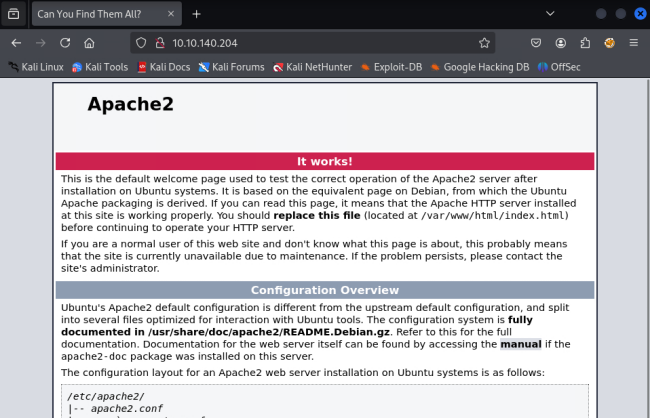 Can You Find Them All?
10.10.140.204
Kali Linux Kali Tools Kali Docs Kali Forums Kali NetHunter Exploit-DB Google Hacking DB OffSec
Apache2
It works!
This is the default welcome page used to test the correct operation of the Apache2 server after
installation on Ubuntu systems. It is based on the equivalent page on Debian, from which the Ubuntu
Apache packaging is derived. If you can read this page, it means that the Apache HTTP server installed
at this site is working properly. You should replace this file (located at /var/www/html/index.html)
before continuing to operate your HTTP server.
If you are a normal user of this web site and don't know what this page is about, this probably means
that the site is currently unavailable due to maintenance. If the problem persists, please contact the
site's administrator.
Configuration Overview
Ubuntu's Apache2 default configuration is different from the upstream default configuration, and split
into several files optimized for interaction with Ubuntu tools. The configuration system is fully
documented in /usr/share/doc/apache2/README.Debian.gz. Refer to this for the full
documentation. Documentation for the web server itself can be found by accessing the manual if the
apache2-doc package was installed on this server.
The configuration layout for an Apache2 web server installation on Ubuntu systems is as follows:
/etc/apache2/
|-- apache2.conf